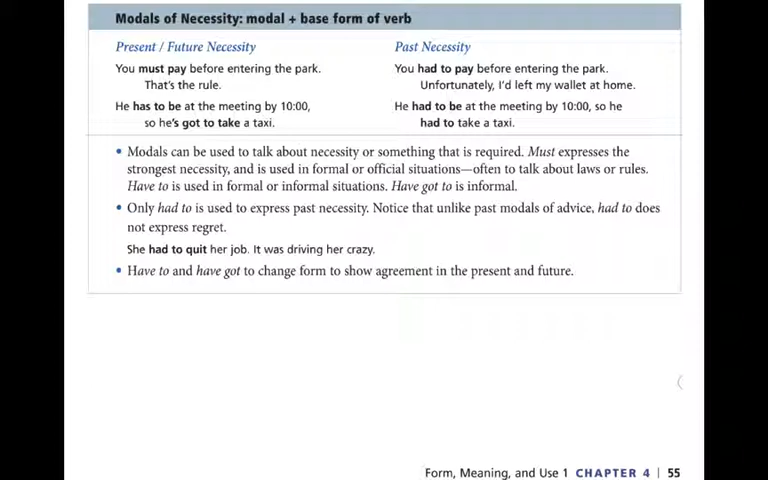 Modals of Necessity: modal + base form of verb
Present / Future Necessity
You must pay before entering the park.
That's the rule.
He has to be at the meeting by 10:00,
so he's got to take a taxi.
Past Necessity
You had to pay before entering the park.
Unfortunately, I'd left my wallet at home.
He had to be at the meeting by 10:00, so he
had to take a taxi.
• Modals can be used to talk about necessity or something that is required. Must expresses the
strongest necessity, and is used in formal or official situations—often to talk about laws or rules.
Have to is used in formal or informal situations. Have got to is informal.
• Only had to is used to express past necessity. Notice that unlike past modals of advice, had to does
not express regret.
She had to quit her job. It was driving her crazy.
• Have to and have got to change form to show agreement in the present and future.
Form, Meaning, and Use 1 CHAPTER 4 | 55